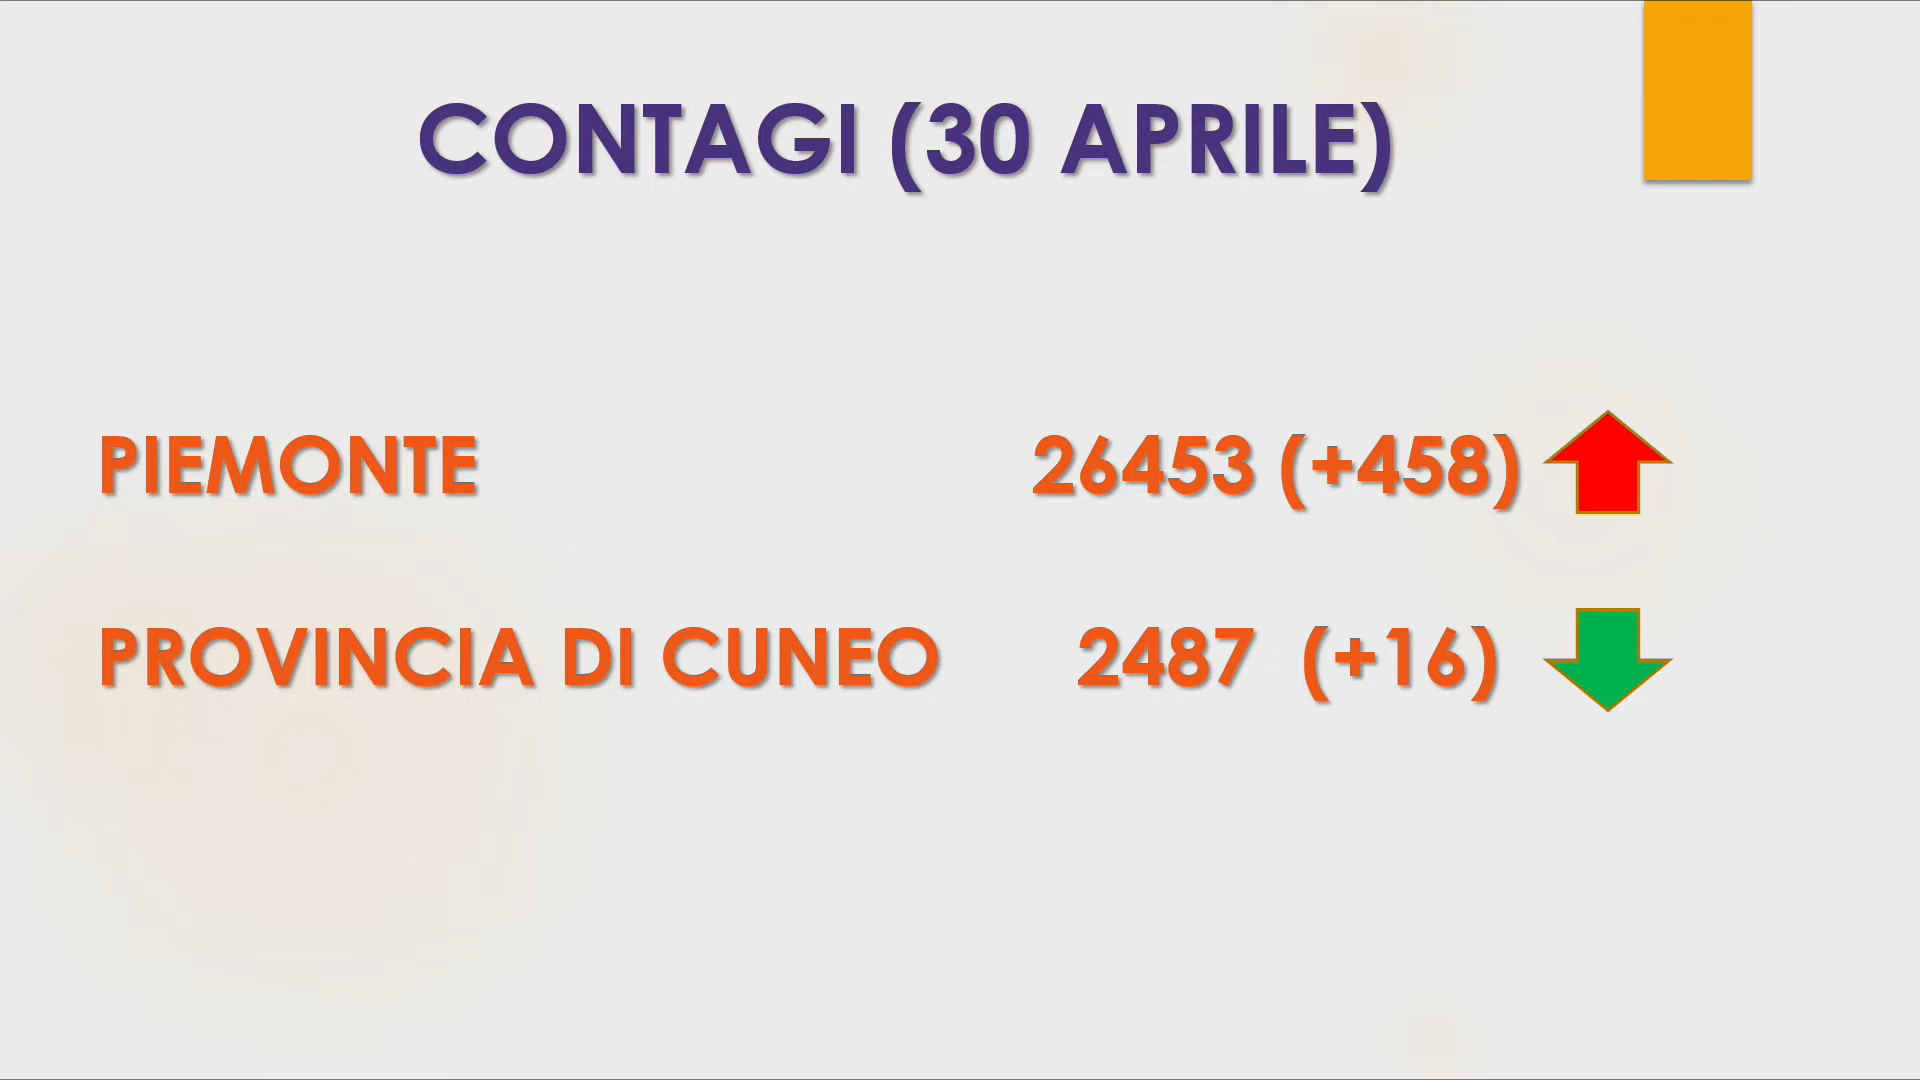 CONTAGI (30 APRILE)
PIEMONTE 26453 (+458)
PROVINCIA DI CUNEO 2487 (+16)